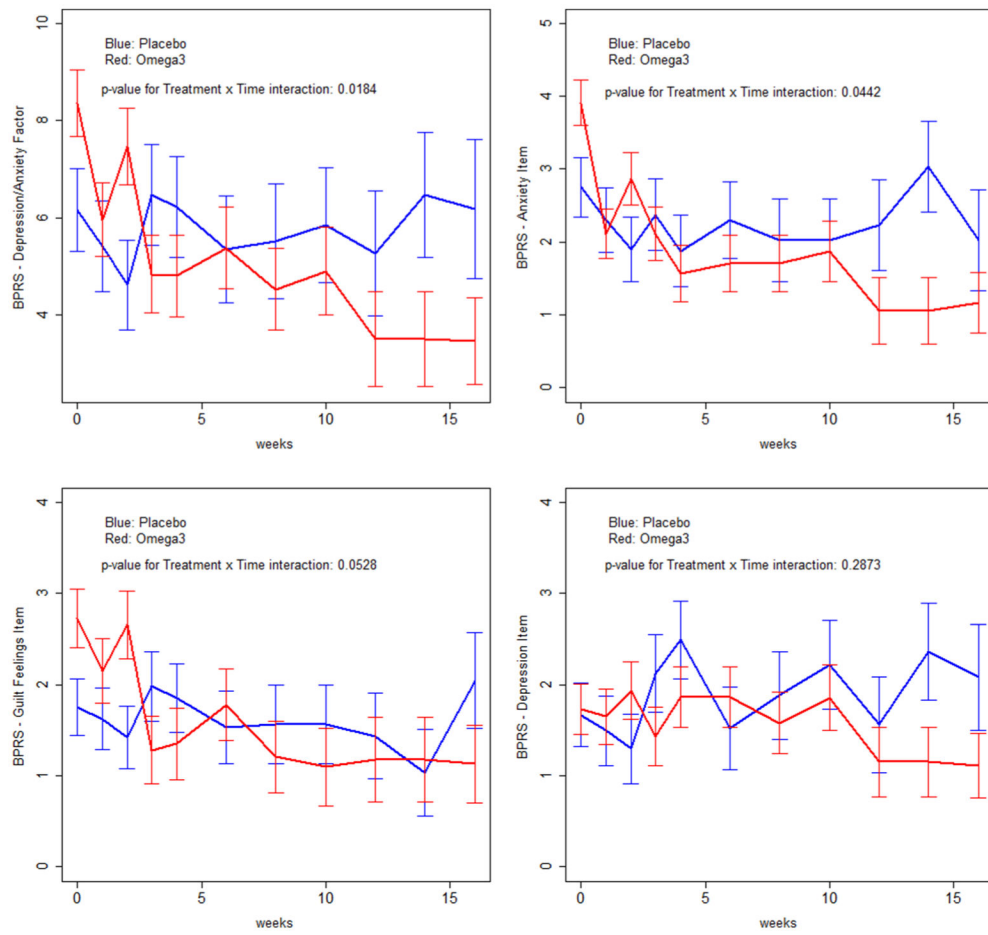 BPRS - Depression/Anxiety Factor
10
8
6
4
Blue: Placebo
Red: Omega3
p-value for Treatment x Time interaction: 0.0184
0 5 10 15
weeks
BPRS - Anxiety Item
5
4
3
2
1
0
Blue: Placebo
Red: Omega3
p-value for Treatment x Time interaction: 0.0442
0 5 10 15
weeks
BPRS - Guilt Feelings Item
4
3
2
1
0
Blue: Placebo
Red: Omega3
p-value for Treatment x Time interaction: 0.0528
0 5 10 15
weeks
BPRS - Depression Item
4
3
2
1
0
Blue: Placebo
Red: Omega3
p-value for Treatment x Time interaction: 0.2873
0 5 10 15
weeks